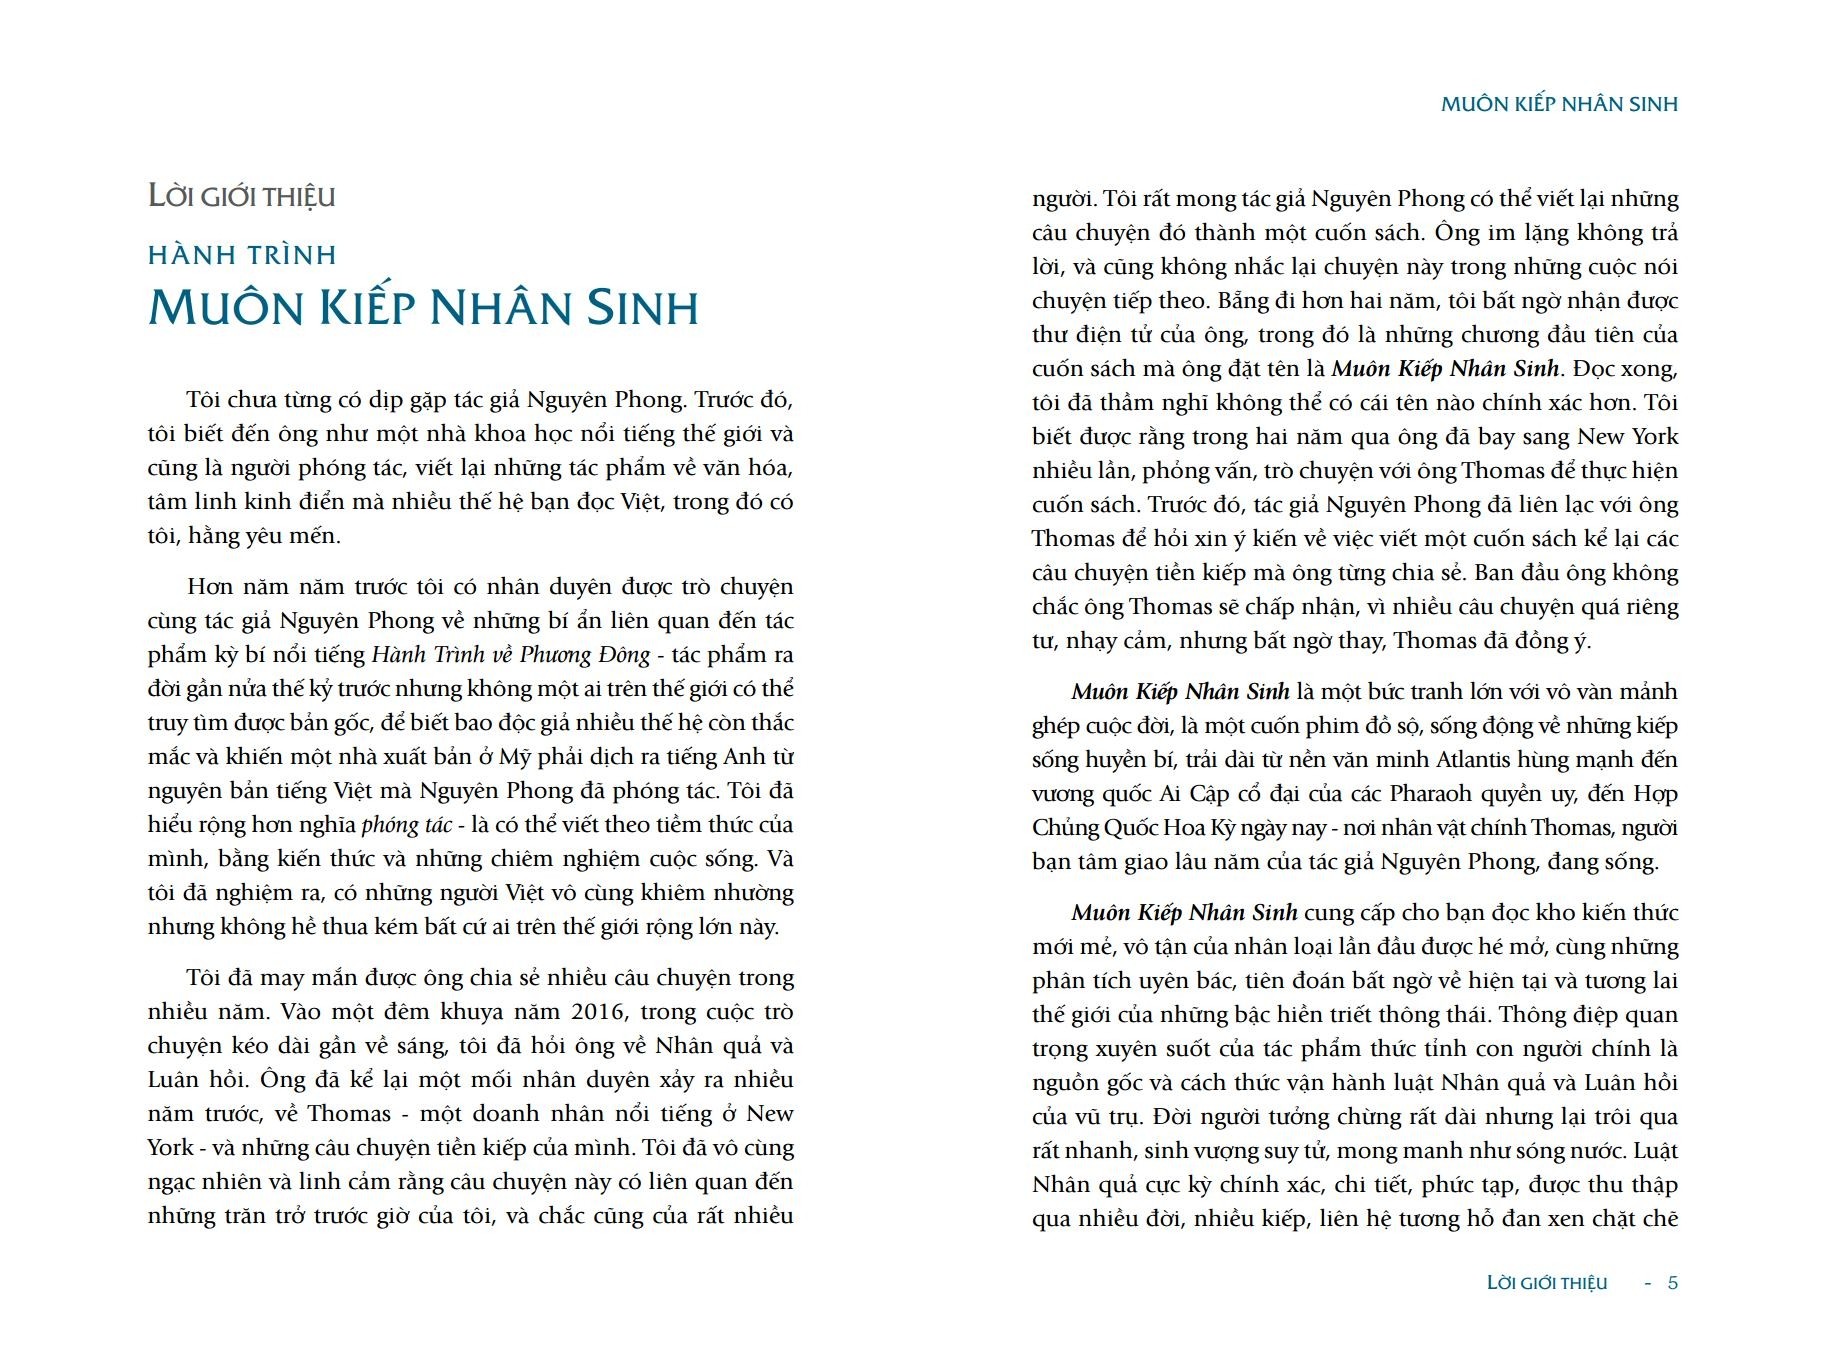 LỜI GIỚI THIỆU
HÀNH TRÌNH
MUÔN KIẾP NHÂN SINH
Tôi chưa từng có dịp gặp tác giả Nguyên Phong. Trước đó,
tôi biết đến ông như một nhà khoa học nổi tiếng thế giới và
cũng là người phóng tác, viết lại những tác phẩm về văn hóa,
tâm linh kinh điển mà nhiều thế hệ bạn đọc Việt, trong đó có
tôi, hằng yêu mến.
Hơn năm năm trước tôi có nhân duyên được trò chuyện
cùng tác giả Nguyên Phong về những bí ẩn liên quan đến tác
phẩm kỳ bí nổi tiếng Hành Trình về Phương Đông - tác phẩm ra
đời gần nửa thế kỷ trước nhưng không một ai trên thế giới có thể
truy tìm được bản gốc, để biết bao độc giả nhiều thế hệ còn thắc
mắc và khiến một nhà xuất bản ở Mỹ phải dịch ra tiếng Anh từ
nguyên bản tiếng Việt mà Nguyên Phong đã phóng tác. Tôi đã
hiểu rộng hơn nghĩa phóng tác - là có thể viết theo tiềm thức của
mình, bằng kiến thức và những chiêm nghiệm cuộc sống. Và
tôi đã nghiệm ra, có những người Việt vô cùng khiêm nhường
nhưng không hề thua kém bất cứ ai trên thế giới rộng lớn này.
Tôi đã may mắn được ông chia sẻ nhiều câu chuyện trong
nhiều năm. Vào một đêm khuya năm 2016, trong cuộc trò
chuyện kéo dài gần về sáng, tôi đã hỏi ông về Nhân quả và
Luân hồi. Ông đã kể lại một mối nhân duyên xảy ra nhiều
năm trước, về Thomas - một doanh nhân nổi tiếng ở New
York - và những câu chuyện tiền kiếp của mình. Tôi đã vô cùng
ngạc nhiên và linh cảm rằng câu chuyện này có liên quan đến
những trăn trở trước giờ của tôi, và chắc cũng của rất nhiều
MUÔN KIẾP NHÂN SINH
người. Tôi rất mong tác giả Nguyên Phong có thể viết lại những
câu chuyện đó thành một cuốn sách. Ông im lặng không trả
lời, và cũng không nhắc lại chuyện này trong những cuộc nói
chuyện tiếp theo. Bẵng đi hơn hai năm, tôi bất ngờ nhận được
thư điện tử của ông, trong đó là những chương đầu tiên của
cuốn sách mà ông đặt tên là Muôn Kiếp Nhân Sinh. Đọc xong,
tôi đã thầm nghĩ không thể có cái tên nào chính xác hơn. Tôi
biết được rằng trong hai năm qua ông đã bay sang New York
nhiều lần, phỏng vấn, trò chuyện với ông Thomas để thực hiện
cuốn sách. Trước đó, tác giả Nguyên Phong đã liên lạc với ông
Thomas để hỏi xin ý kiến về việc viết một cuốn sách kể lại các
câu chuyện tiền kiếp mà ông từng chia sẻ. Ban đầu ông không
chắc ông Thomas sẽ chấp nhận, vì nhiều câu chuyện quá riêng
tư, nhạy cảm, nhưng bất ngờ thay, Thomas đã đồng ý.
Muôn Kiếp Nhân Sinh là một bức tranh lớn với vô vàn mảnh
ghép cuộc đời, là một cuốn phim đồ sộ, sống động về những kiếp
sống huyền bí, trải dài từ nền văn minh Atlantis hùng mạnh đến
vương quốc Ai Cập cổ đại của các Pharaoh quyền uy, đến Hợp
Chủng Quốc Hoa Kỳ ngày nay - nơi nhân vật chính Thomas, người
bạn tâm giao lâu năm của tác giả Nguyên Phong, đang sống.
Muôn Kiếp Nhân Sinh cung cấp cho bạn đọc kho kiến thức
mới mẻ, vô tận của nhân loại lần đầu được hé mở, cùng những
phân tích uyên bác, tiên đoán bất ngờ về hiện tại và tương lai
thế giới của những bậc hiền triết thông thái. Thông điệp quan
trọng xuyên suốt của tác phẩm thức tỉnh con người chính là
nguồn gốc và cách thức vận hành luật Nhân quả và Luân hồi
của vũ trụ. Đời người tưởng chừng rất dài nhưng lại trôi qua
rất nhanh, sinh vượng suy tử, mong manh như sóng nước. Luật
Nhân quả cực kỳ chính xác, chi tiết, phức tạp, được thu thập
qua nhiều đời, nhiều kiếp, liên hệ tương hỗ đan xen chặt chẽ
LỜI GIỚI THIỆU - 5